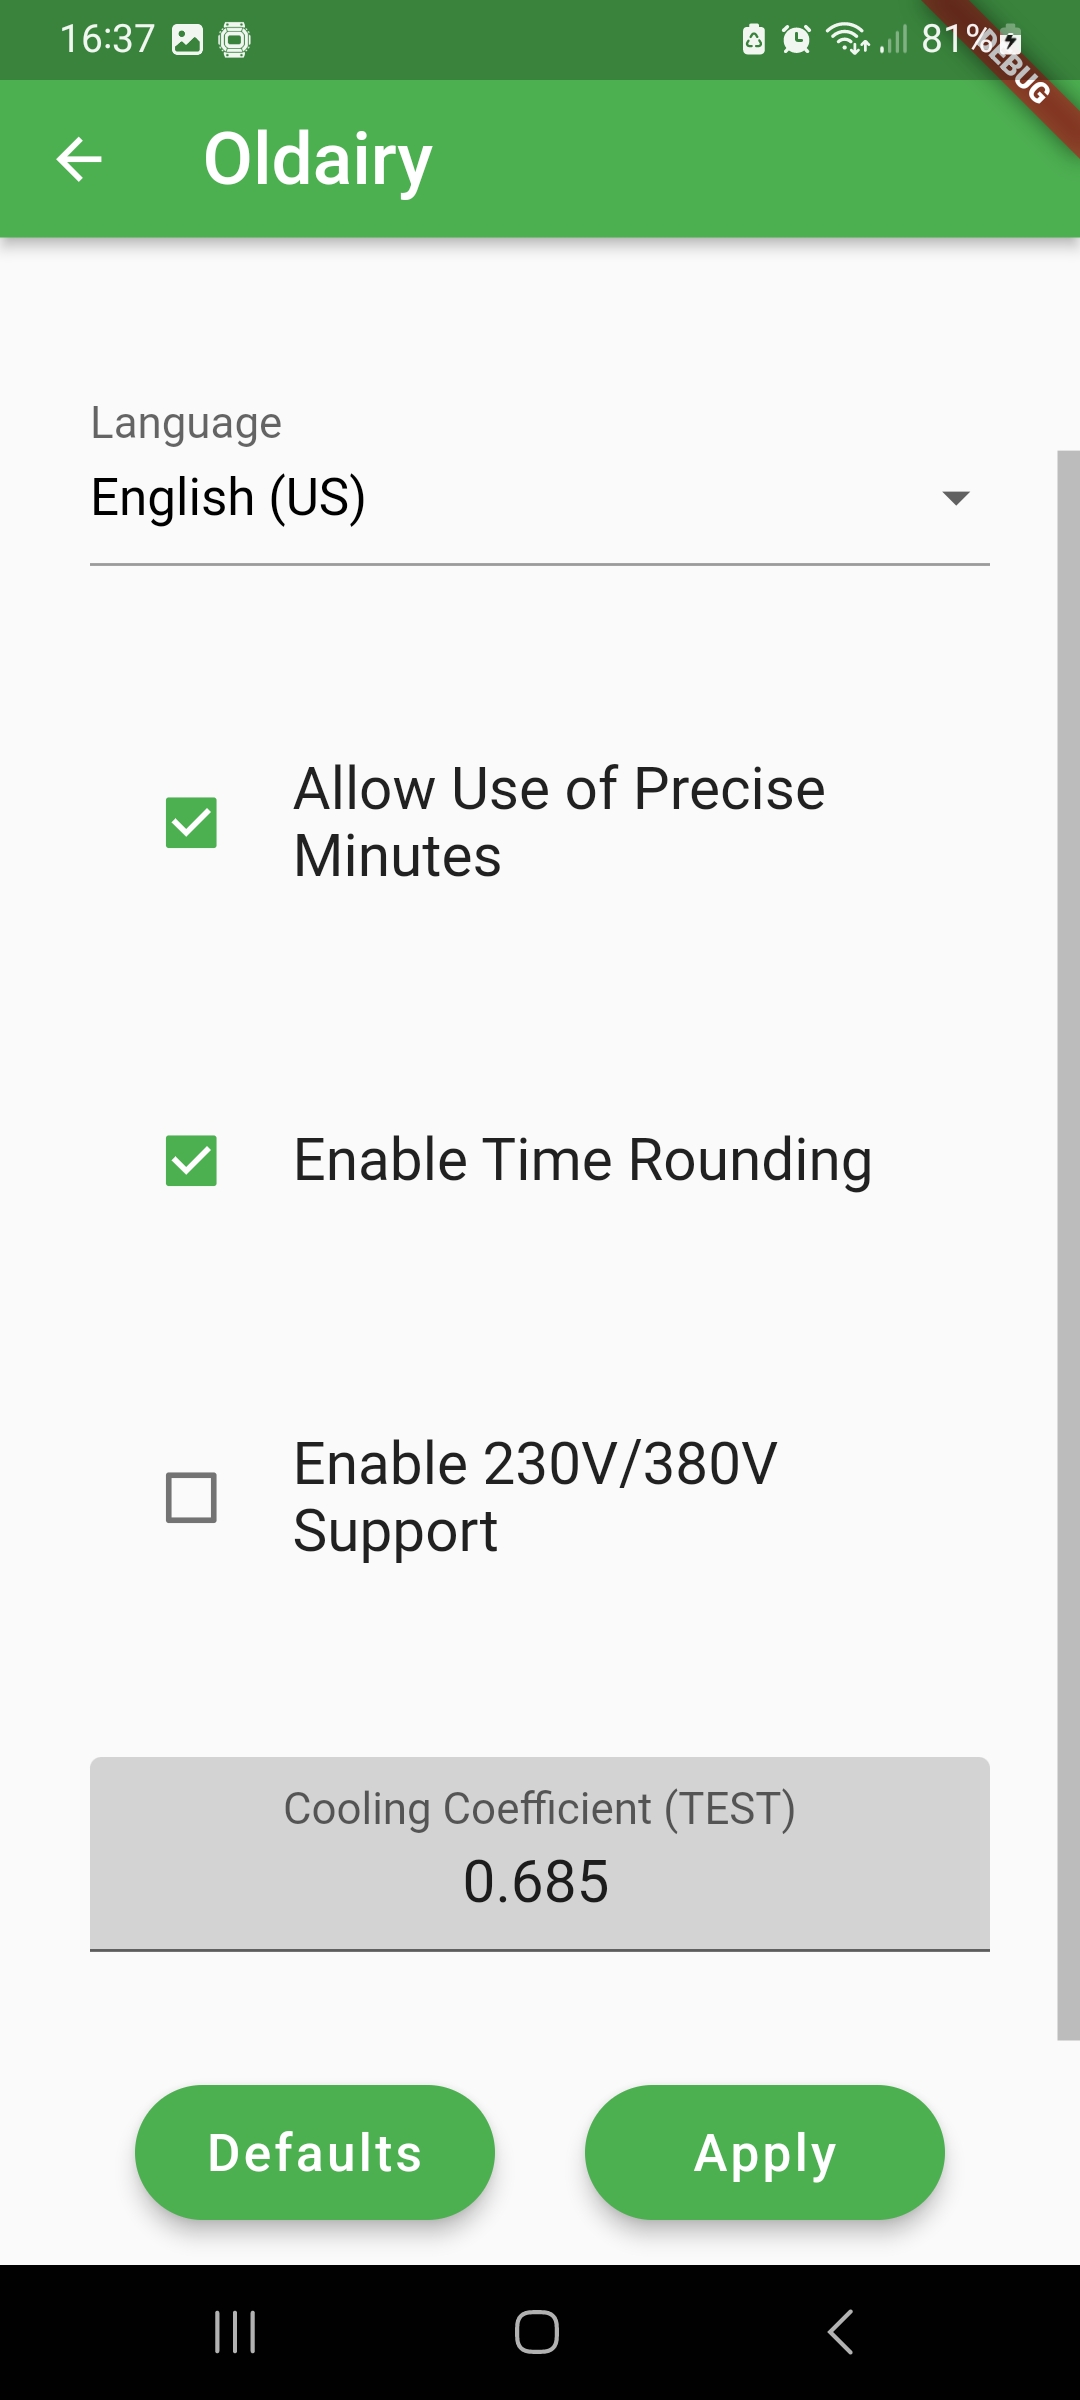 16:37
81%
DEBUG
Oldairy
Language
English (US)
Allow Use of Precise
Minutes
Enable Time Rounding
Enable 230V/380V
Support
Cooling Coefficient (TEST)
0.685
Defaults
Apply